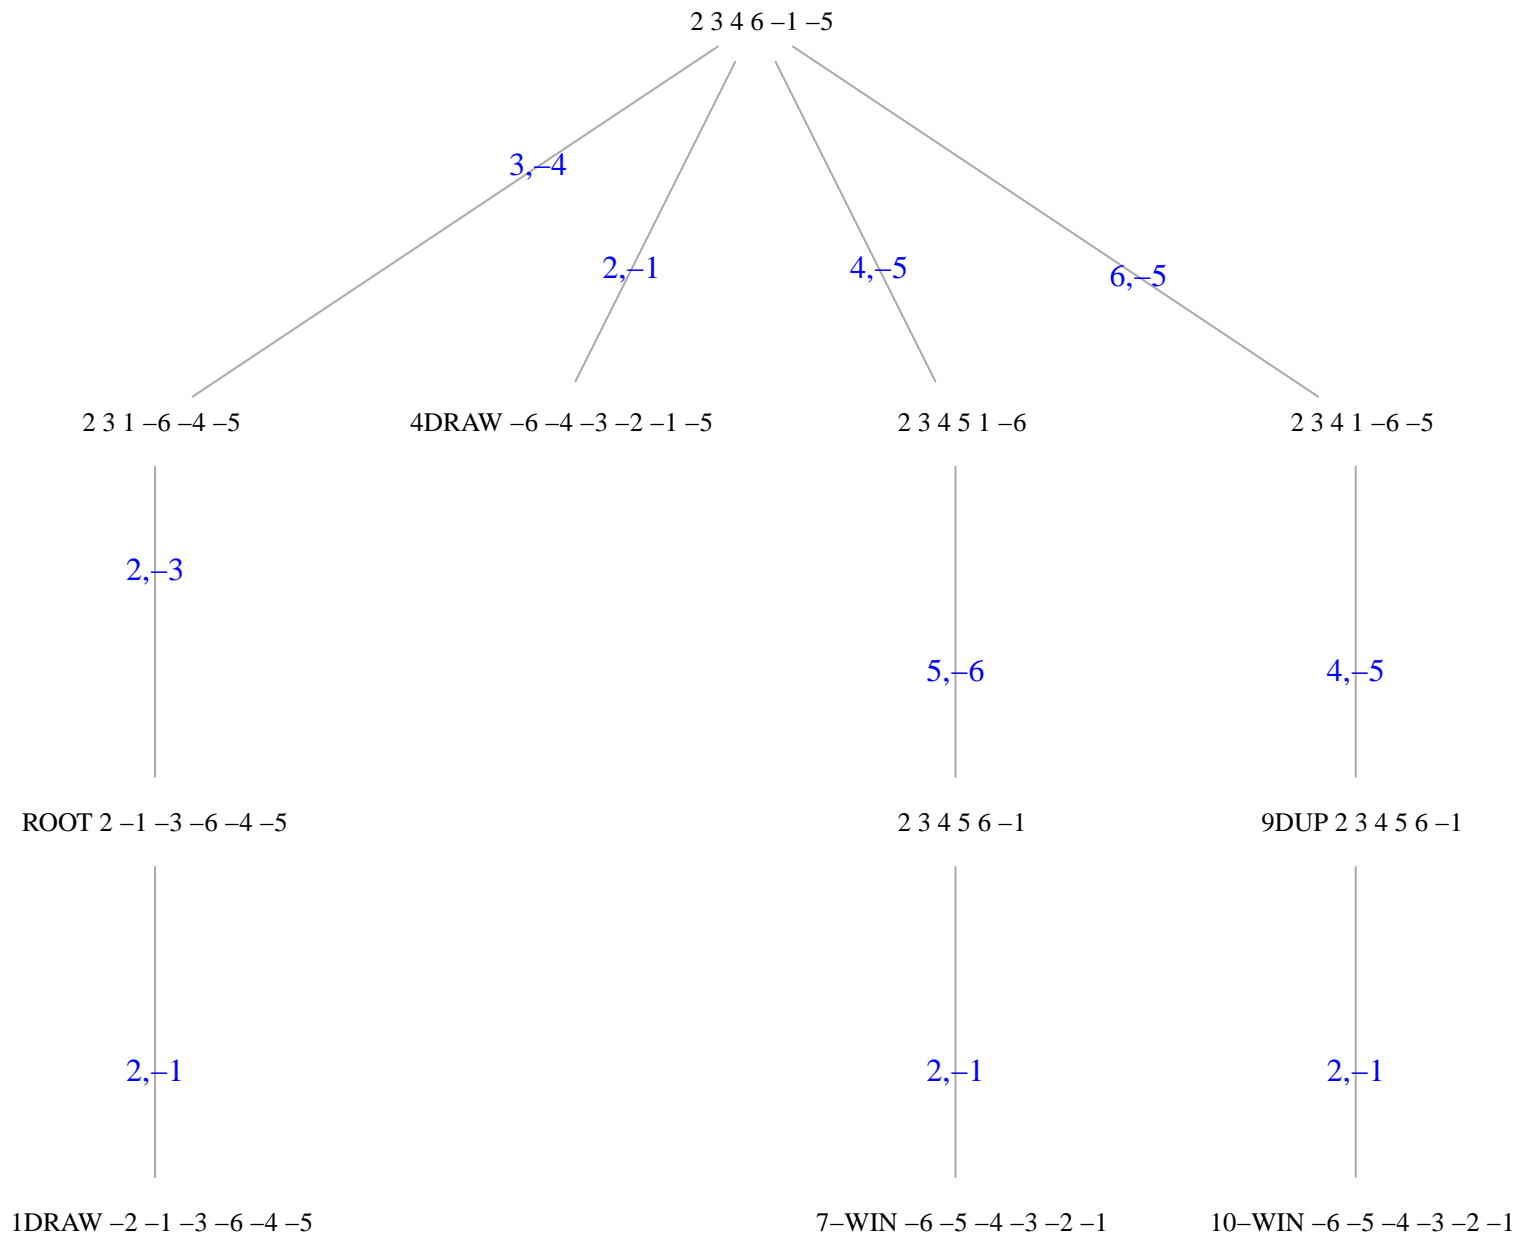 2 3 4 6 –1 –5
3,–4
2,–1
4,–5
6,–5
2 3 1 –6 –4 –5
4DRAW –6 –4 –3 –2 –1 –5
2 3 4 5 1 –6
2 3 4 1 –6 –5
2,–3
5,–6
4,–5
ROOT 2 –1 –3 –6 –4 –5
2 3 4 5 6 –1
9DUP 2 3 4 5 6 –1
2,–1
2,–1
2,–1
1DRAW –2 –1 –3 –6 –4 –5
7–WIN –6 –5 –4 –3 –2 –1
10–WIN –6 –5 –4 –3 –2 –1